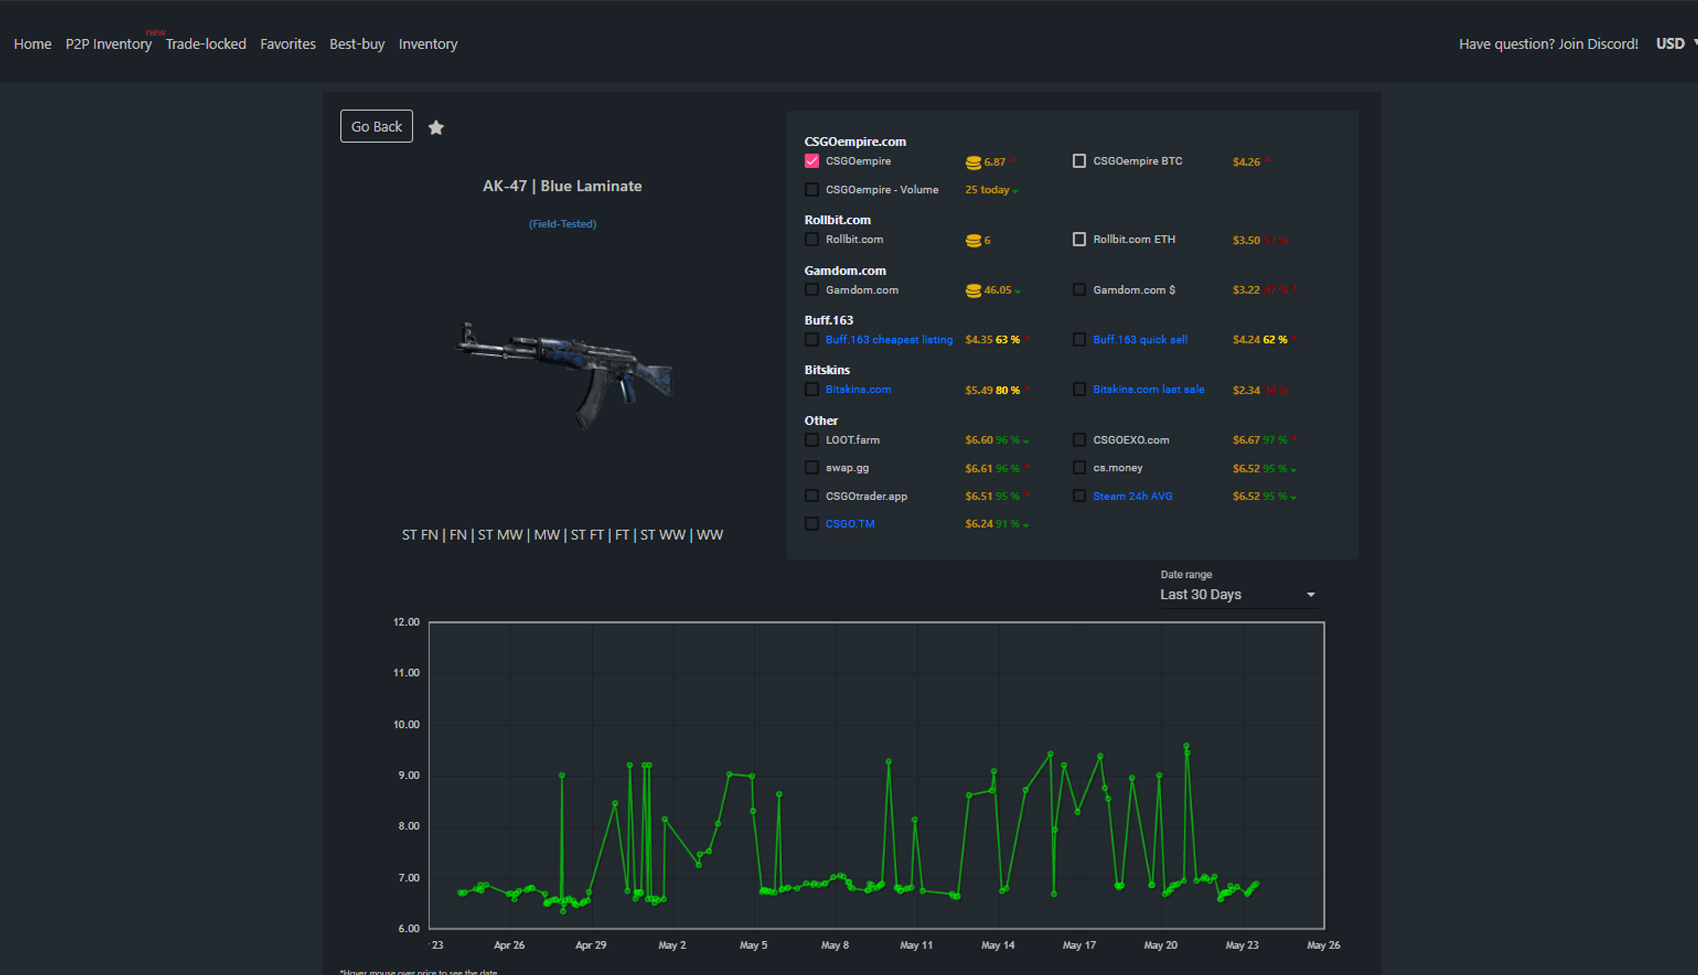 new
Home P2P Inventory Trade-locked Favorites Best-buy Inventory Have question? Join Discord! USD
Go Back
AK-47 | Blue Laminate
(Field-Tested)
ST FN | FN | ST MW | MW | ST FT | FT | ST WW | WW
CSGOempire.com
CSGOempire 6.87 CSGOempire BTC $4.26
CSGOempire - Volume 25 today
Rollbit.com
Rollbit.com 6 Rollbit.com ETH $3.50 51 %
Gamdom.com
Gamdom.com 46.05 Gamdom.com $ $3.22 47 %
Buff.163
Buff.163 cheapest listing $4.35 63 % Buff.163 quick sell $4.24 62 %
Bitskins
Bitskins.com $5.49 80 % Bitskins.com last sale $2.34 34 %
Other
LOOT.farm $6.60 96 % CSGOEXO.com $6.67 97 %
swap.gg $6.61 96 % cs.money $6.52 95 %
CSGOtrader.app $6.51 95 % Steam 24h AVG $6.52 95 %
CSGO.TM $6.24 91 %
Date range
Last 30 Days
12.00
11.00
10.00
9.00
8.00
7.00
6.00
23 Apr 26 Apr 29 May 2 May 5 May 8 May 11 May 14 May 17 May 20 May 23 May 26
*Hover mouse over price to see the date